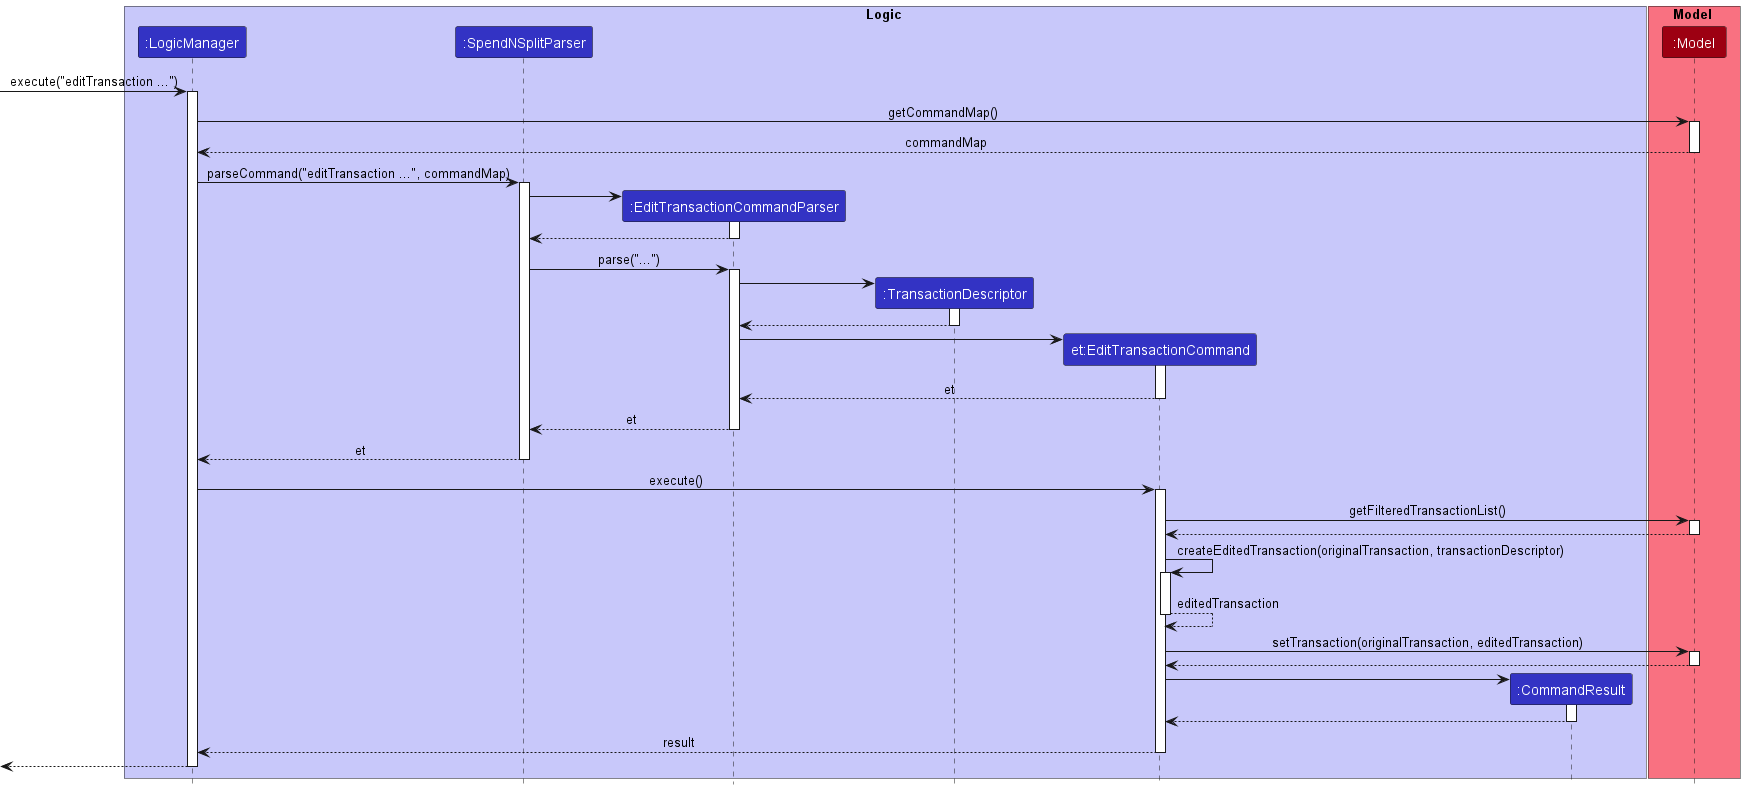 Logic
Model
:LogicManager
:SpendNSplitParser
:Model
execute("editTransaction ...")
getCommandMap()
commandMap
parseCommand("editTransaction ...", commandMap)
:EditTransactionCommandParser
parse("...")
:TransactionDescriptor
et:EditTransactionCommand
et
et
et
execute()
getFilteredTransactionList()
createEditedTransaction(originalTransaction, transactionDescriptor)
editedTransaction
setTransaction(originalTransaction, editedTransaction)
:CommandResult
result